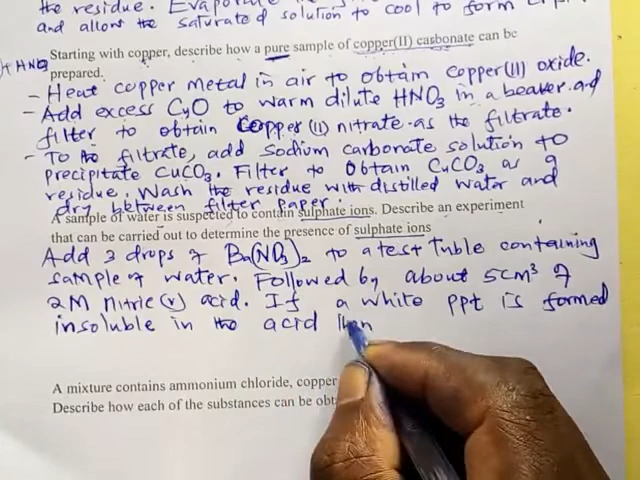 the residue. Evaporate the
and allow the saturated solution to cool to form
Starting with copper, describe how a pure sample of copper(II) carbonate can be
prepared.
- Heat copper metal in air to obtain copper(II) oxide.
- Add excess CuO to warm dilute HNO3 in a beaker and
filter to obtain copper (II) nitrate as the filtrate.
- To the filtrate, add sodium carbonate solution to
precipitate CuCO3. Filter to obtain CuCO3 as a
residue. Wash the residue with distilled water and
dry between filter paper.
A sample of water is suspected to contain sulphate ions. Describe an experiment
that can be carried out to determine the presence of sulphate ions
Add 3 drops of Ba(NO3)2 to a test tuble containing
sample of water. Followed by about 5cm3 of
2M nitric(v) acid. If a white ppt is formed
insoluble in the acid then
A mixture contains ammonium chloride, copper
Describe how each of the substances can be